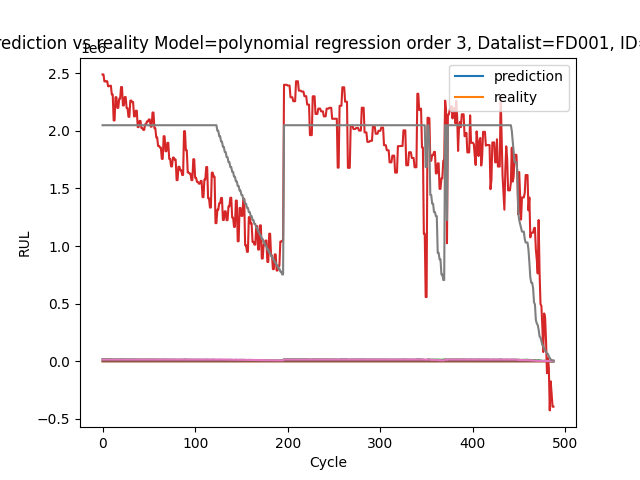 rediction vs reality Model=polynomial regression order 3, Datalist=FD001, ID=
1e6
2.5
2.0
1.5
1.0
0.5
0.0
−0.5
RUL
prediction
reality
0 100 200 300 400 500
Cycle